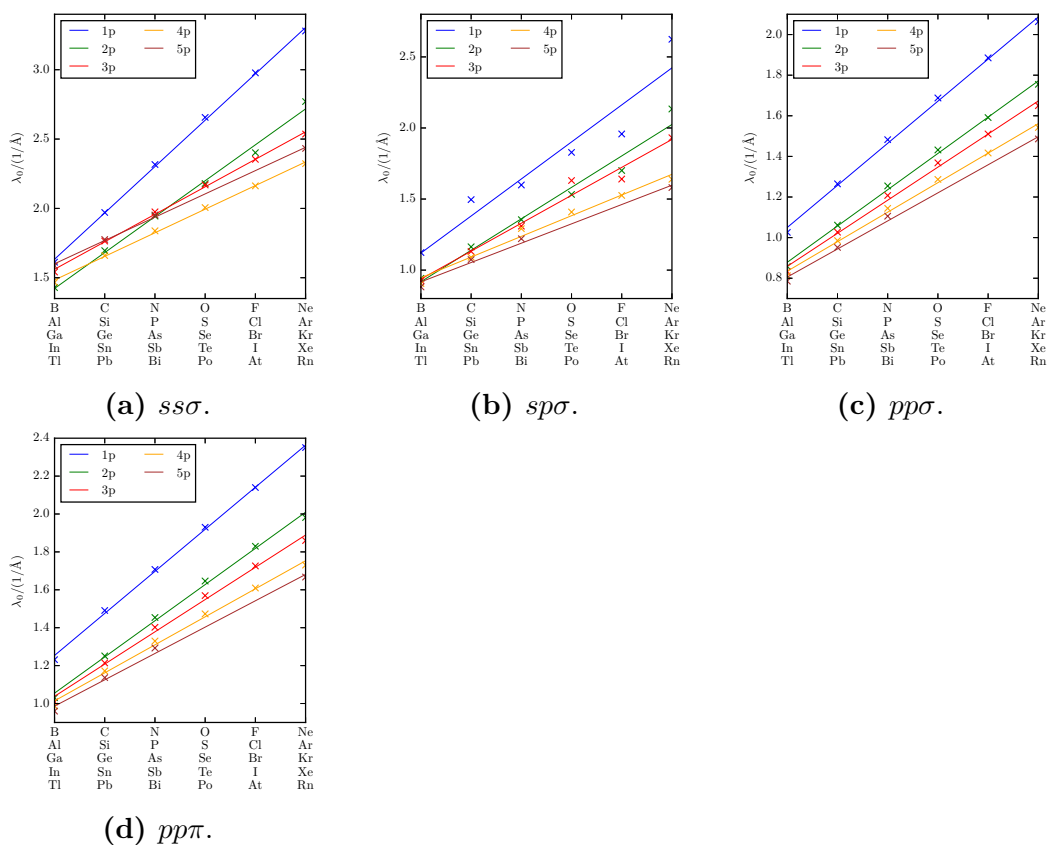 1p 4p
2p 5p
3p
λ₀/(1/Å)
3.0
2.5
2.0
1.5
B C N O F Ne
Al Si P S Cl Ar
Ga Ge As Se Br Kr
In Sn Sb Te I Xe
Tl Pb Bi Po At Rn
(a) ssσ.
1p 4p
2p 5p
3p
λ₀/(1/Å)
2.5
2.0
1.5
1.0
B C N O F Ne
Al Si P S Cl Ar
Ga Ge As Se Br Kr
In Sn Sb Te I Xe
Tl Pb Bi Po At Rn
(b) spσ.
1p 4p
2p 5p
3p
λ₀/(1/Å)
2.0
1.8
1.6
1.4
1.2
1.0
0.8
B C N O F Ne
Al Si P S Cl Ar
Ga Ge As Se Br Kr
In Sn Sb Te I Xe
Tl Pb Bi Po At Rn
(c) ppσ.
1p 4p
2p 5p
3p
λ₀/(1/Å)
2.4
2.2
2.0
1.8
1.6
1.4
1.2
1.0
B C N O F Ne
Al Si P S Cl Ar
Ga Ge As Se Br Kr
In Sn Sb Te I Xe
Tl Pb Bi Po At Rn
(d) ppπ.